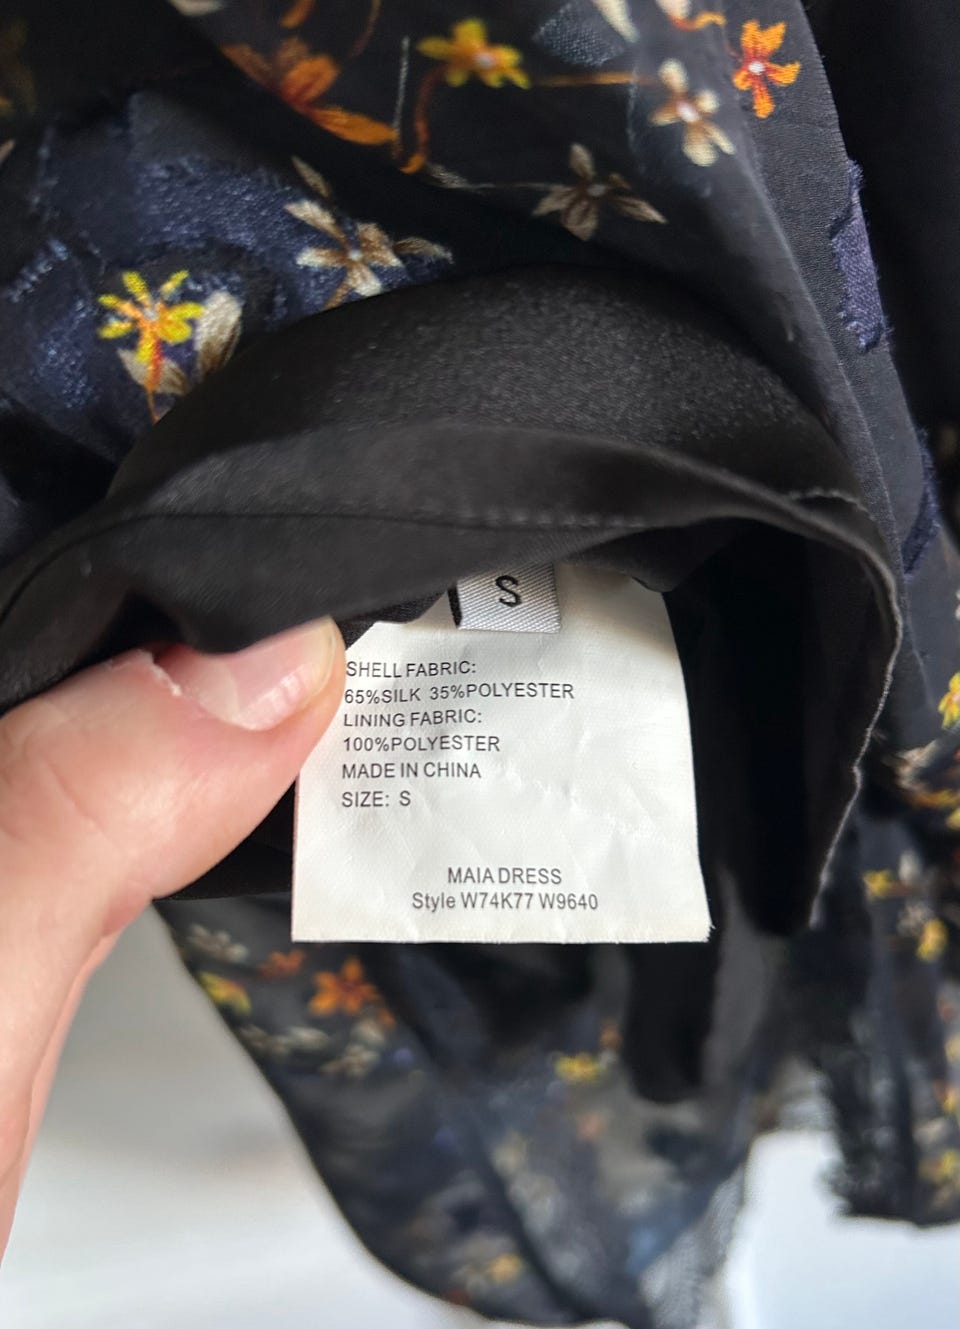 S
SHELL FABRIC:
65%SILK 35%POLYESTER
LINING FABRIC:
100%POLYESTER
MADE IN CHINA
SIZE: S
MAIA DRESS
Style W74K77 W9640